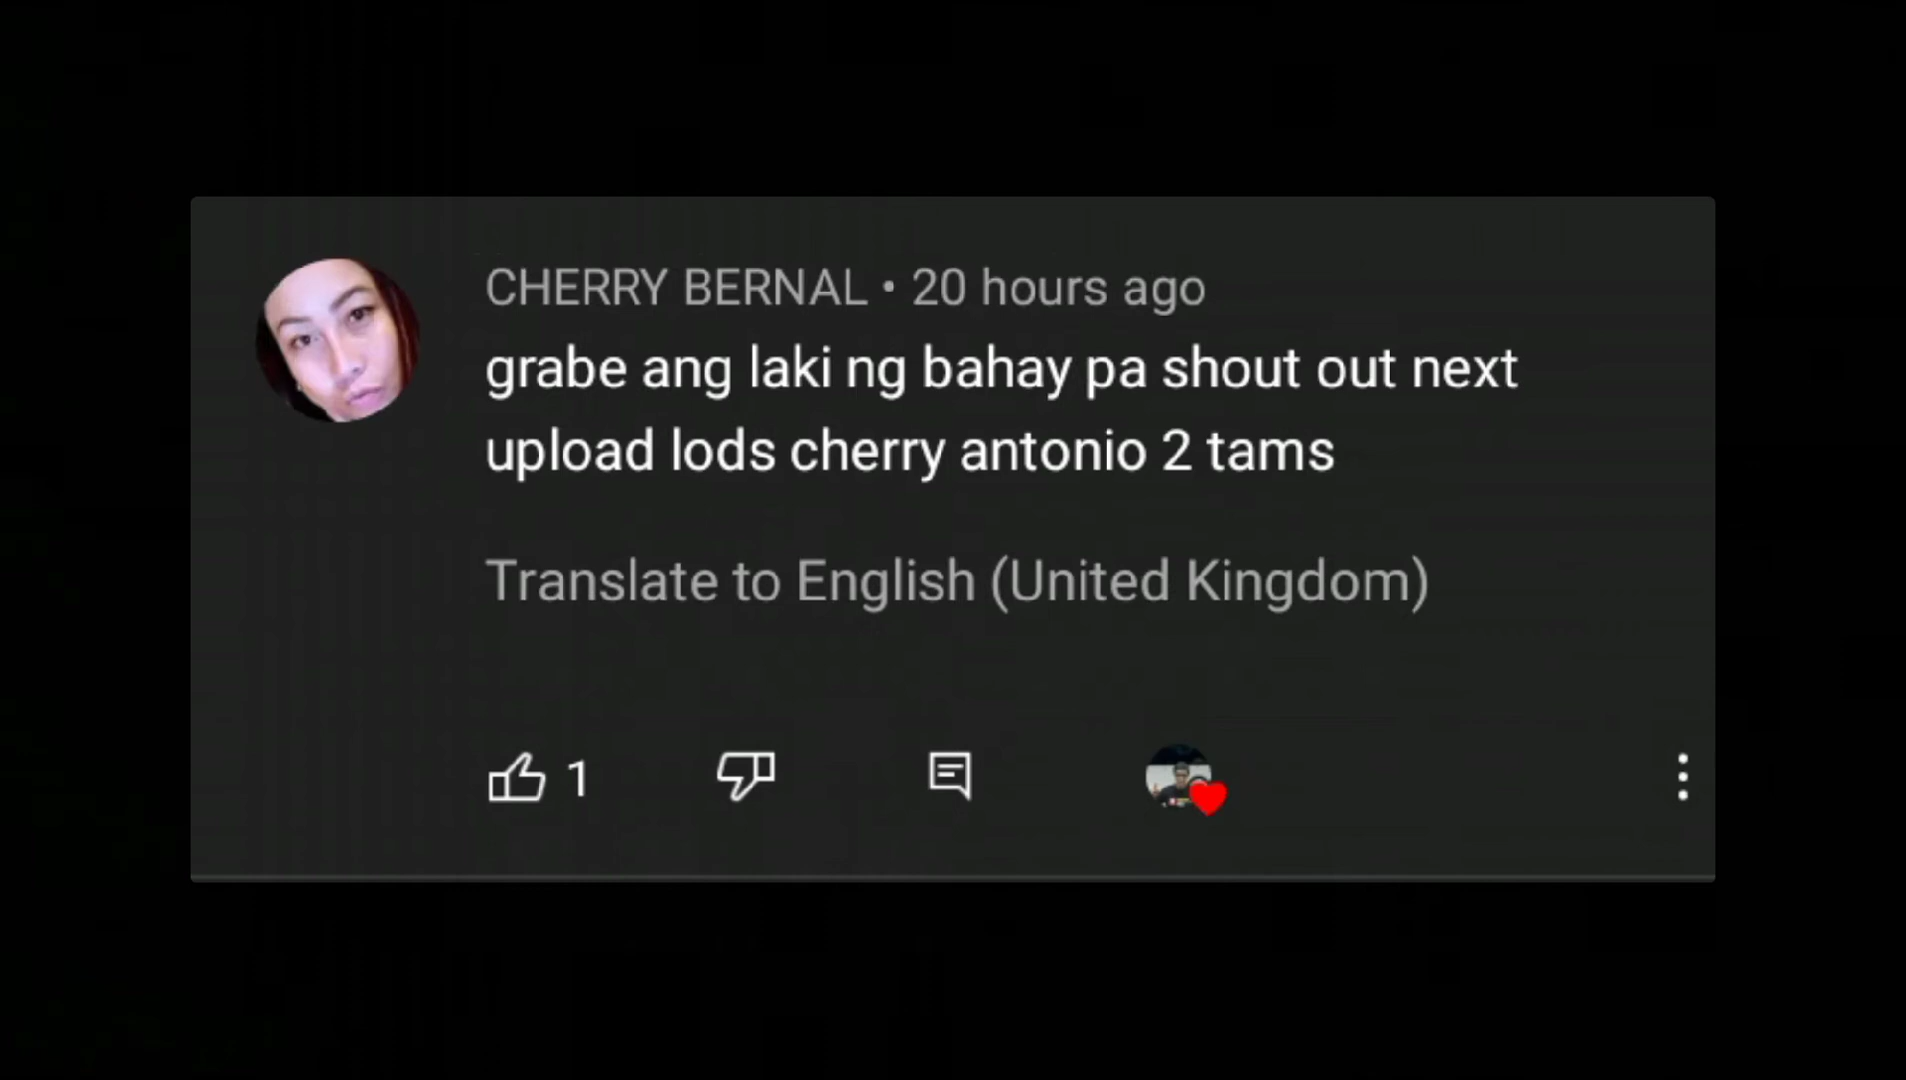 CHERRY BERNAL • 20 hours ago
grabe ang laki ng bahay pa shout out next
upload lods cherry antonio 2 tams
Translate to English (United Kingdom)
1